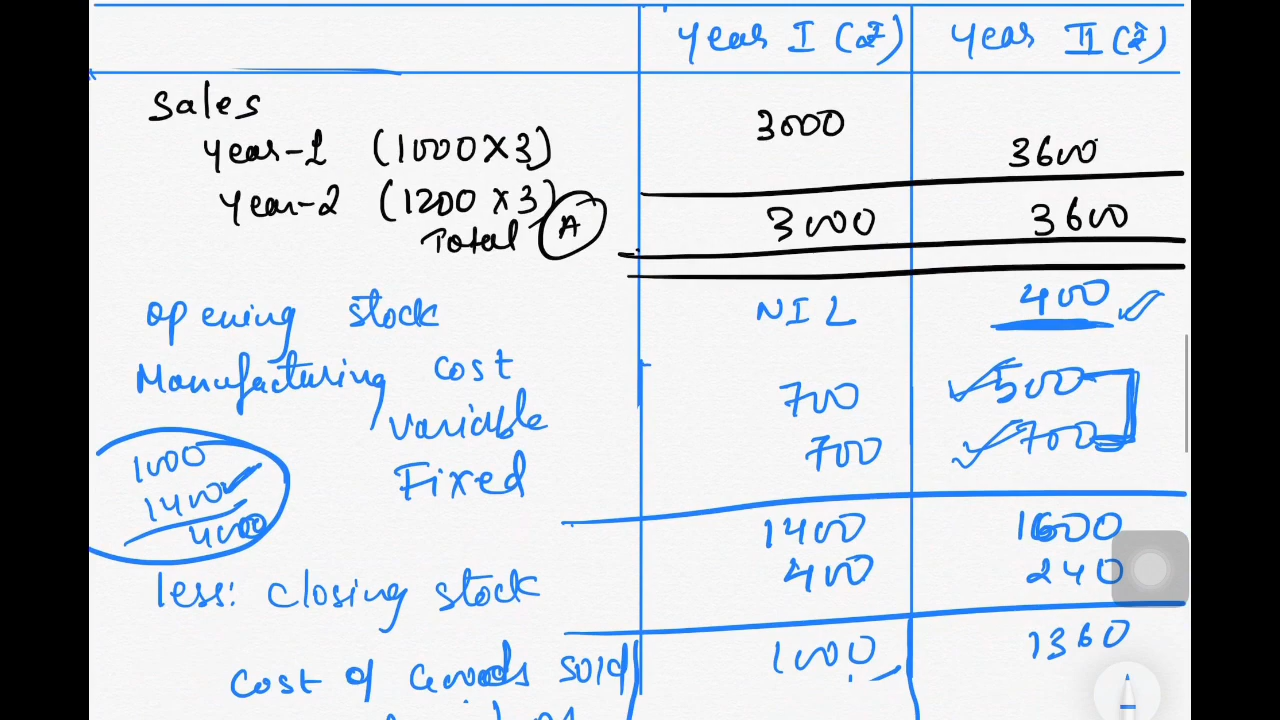 Year I (₹) Year II (₹)
Sales 3000
Year-1 (1000×3) 3600
Year-2 (1200×3)
Total A 3000 3600
Opening stock NIL 400
Manufacturing cost
Variable 700 500
Fixed 700 700
1000
1400
400
1400 1600
less: closing stock 400 240
Cost of Goods sold 1000 1360